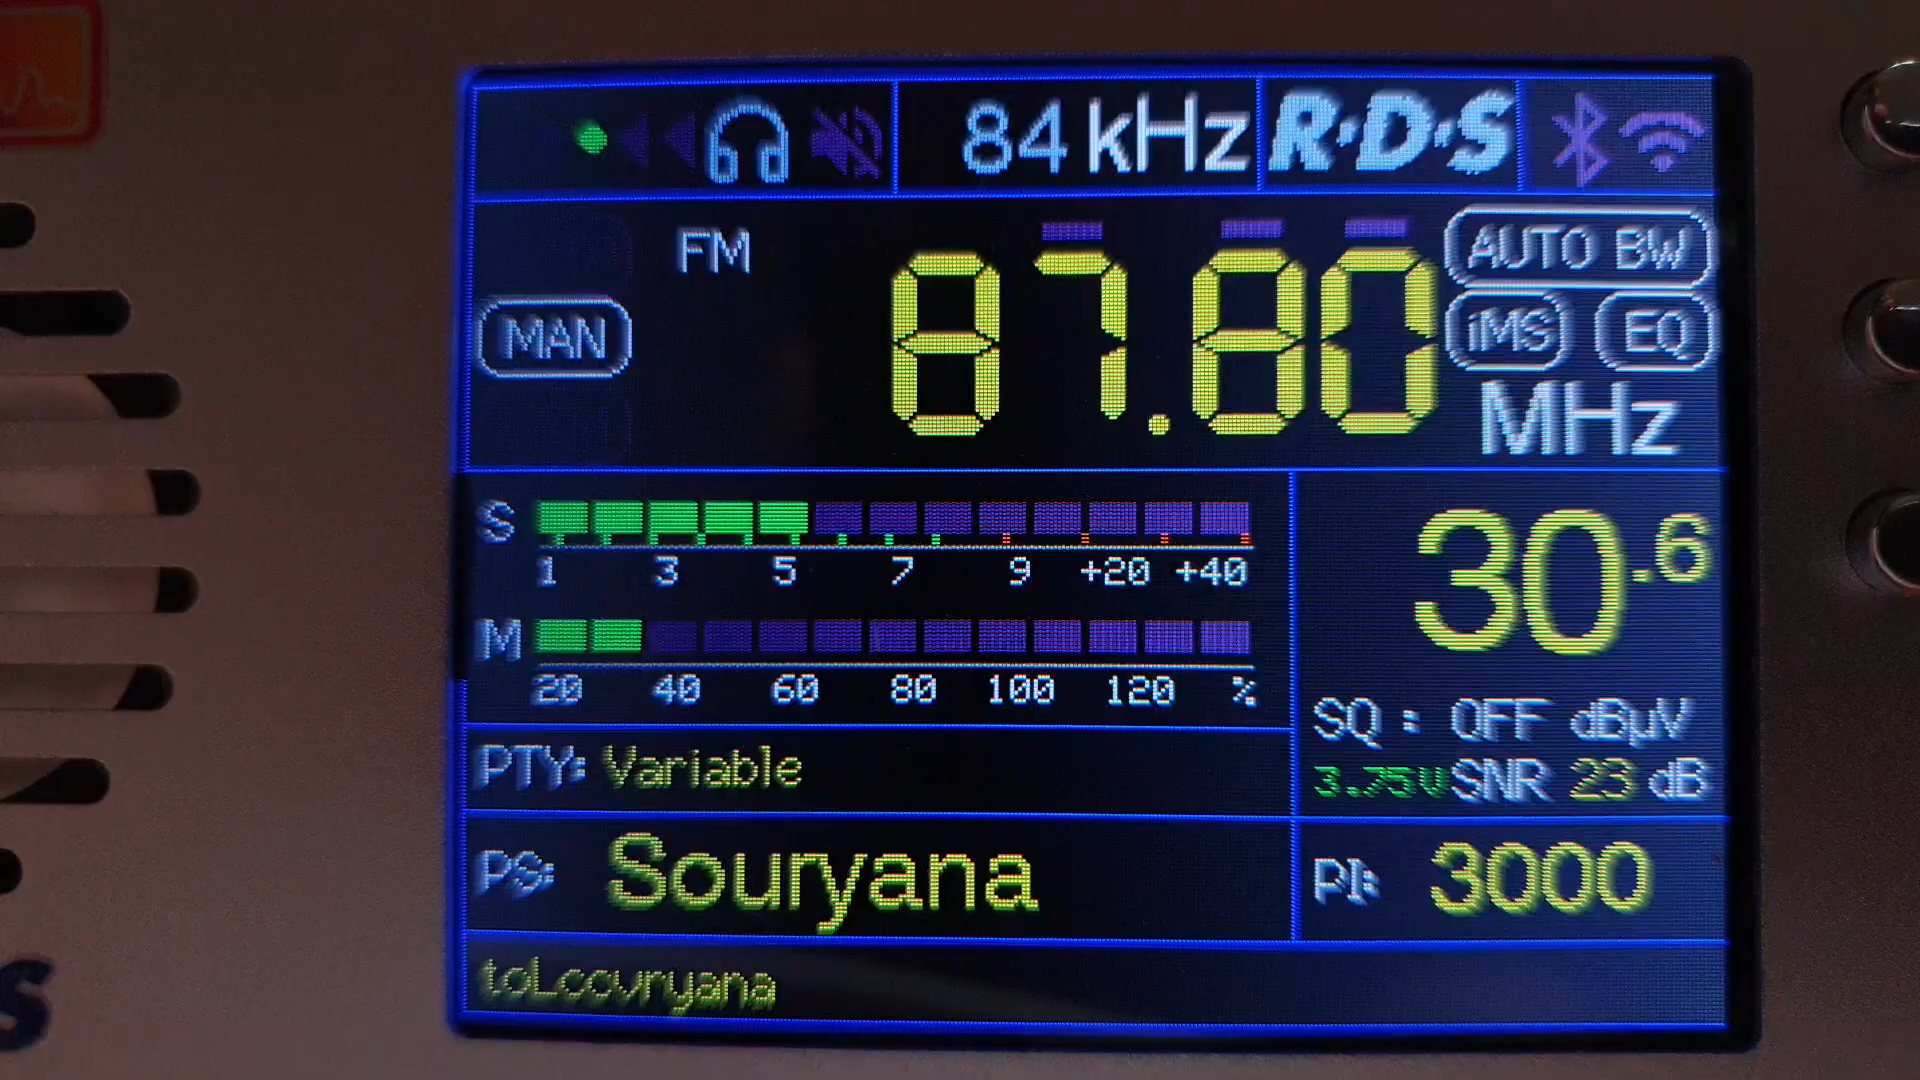 84 kHz R·D·S
FM
87.80
AUTO BW
MAN
iMS EQ
MHz
S
1 3 5 7 9 +20 +40
30.6
M
20 40 60 80 100 120 %
SQ : OFF dBµV
PTY: Variable
3.75V SNR 23 dB
PS: Souryana
PI: 3000
toLcovryana
S